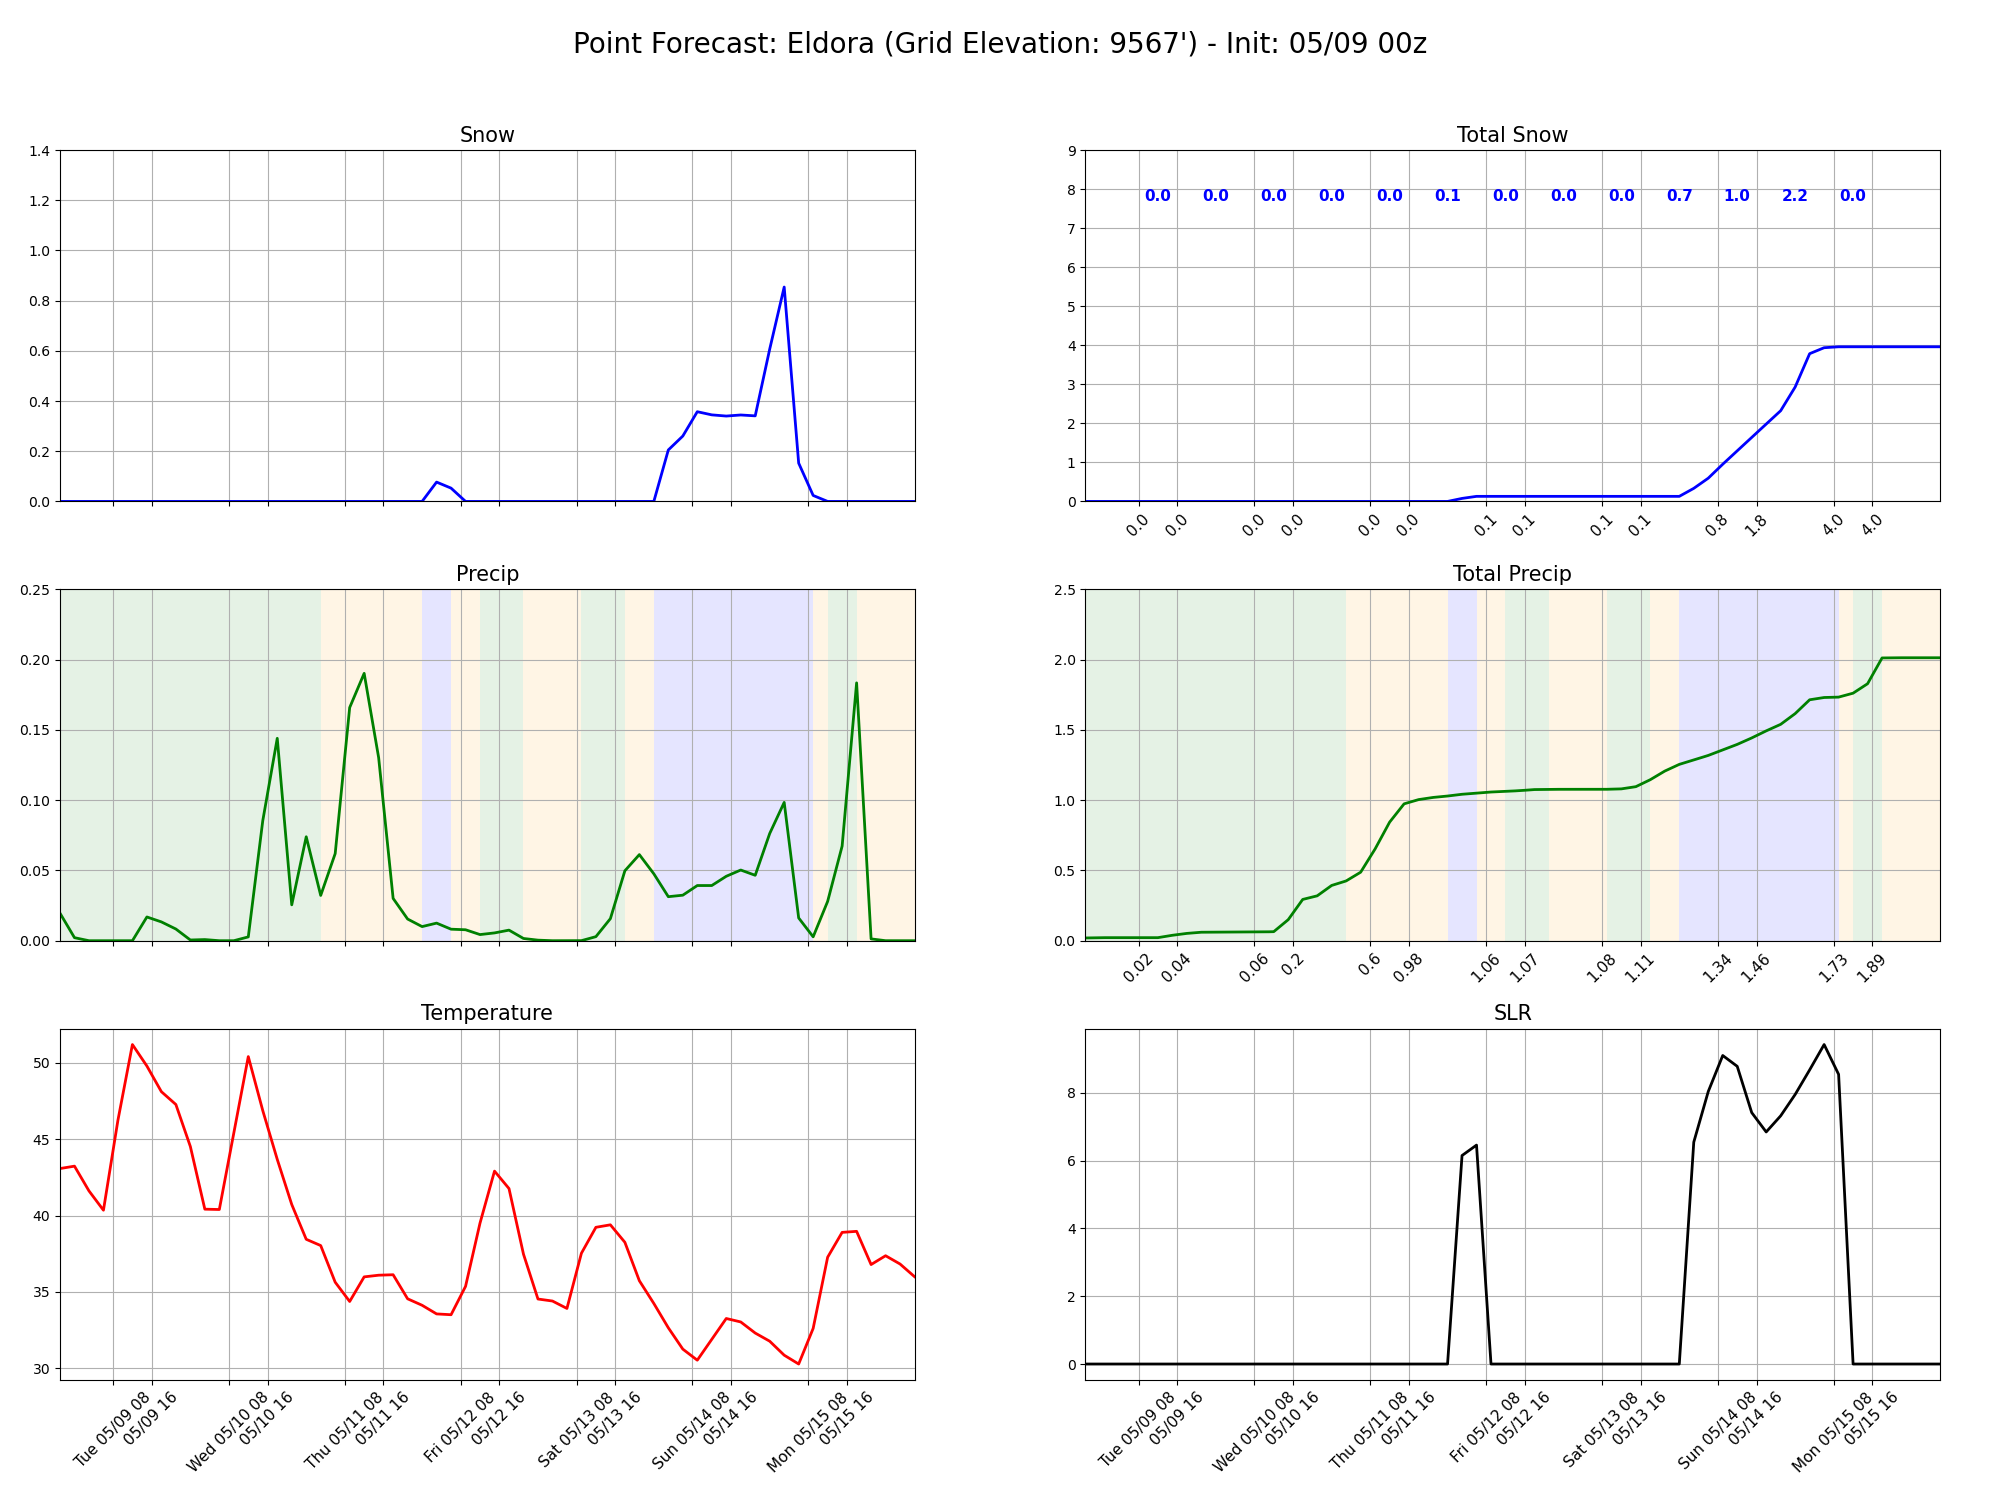 Point Forecast: Eldora (Grid Elevation: 9567') - Init: 05/09 00z
Snow
1.4
1.2
1.0
0.8
0.6
0.4
0.2
0.0
Total Snow
9
8
7
6
5
4
3
2
1
0
0.0 0.0 0.0 0.0 0.0 0.1 0.0 0.0 0.0 0.7 1.0 2.2 0.0
0.0 0.0 0.0 0.0 0.0 0.0 0.1 0.1 0.1 0.1 0.8 1.8 4.0 4.0
Precip
0.25
0.20
0.15
0.10
0.05
0.00
Total Precip
2.5
2.0
1.5
1.0
0.5
0.0
0.02 0.04 0.06 0.2 0.6 0.98 1.06 1.07 1.08 1.11 1.34 1.46 1.73 1.89
Temperature
50
45
40
35
30
Tue 05/09 08
05/09 16
Wed 05/10 08
05/10 16
Thu 05/11 08
05/11 16
Fri 05/12 08
05/12 16
Sat 05/13 08
05/13 16
Sun 05/14 08
05/14 16
Mon 05/15 08
05/15 16
SLR
8
6
4
2
0
Tue 05/09 08
05/09 16
Wed 05/10 08
05/10 16
Thu 05/11 08
05/11 16
Fri 05/12 08
05/12 16
Sat 05/13 08
05/13 16
Sun 05/14 08
05/14 16
Mon 05/15 08
05/15 16